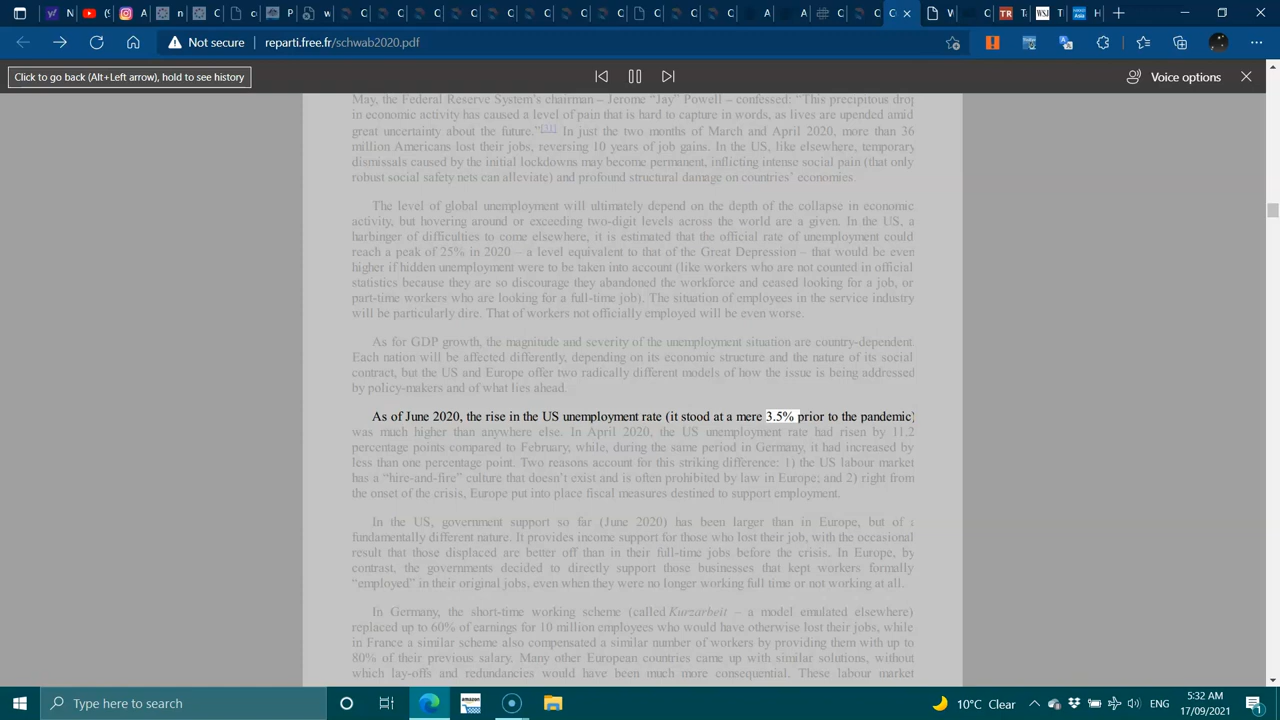 Not secure
reparti.free.fr/schwab2020.pdf
Click to go back (Alt+Left arrow), hold to see history
Voice options
May, the Federal Reserve System's chairman – Jerome "Jay" Powell – confessed: "This precipitous drop
in economic activity has caused a level of pain that is hard to capture in words, as lives are upended amid
great uncertainty about the future."[31] In just the two months of March and April 2020, more than 36
million Americans lost their jobs, reversing 10 years of job gains. In the US, like elsewhere, temporary
dismissals caused by the initial lockdowns may become permanent, inflicting intense social pain (that only
robust social safety nets can alleviate) and profound structural damage on countries' economies.
The level of global unemployment will ultimately depend on the depth of the collapse in economic
activity, but hovering around or exceeding two-digit levels across the world are a given. In the US, a
harbinger of difficulties to come elsewhere, it is estimated that the official rate of unemployment could
reach a peak of 25% in 2020 – a level equivalent to that of the Great Depression – that would be even
higher if hidden unemployment were to be taken into account (like workers who are not counted in official
statistics because they are so discourage they abandoned the workforce and ceased looking for a job, or
part-time workers who are looking for a full-time job). The situation of employees in the service industry
will be particularly dire. That of workers not officially employed will be even worse.
As for GDP growth, the magnitude and severity of the unemployment situation are country-dependent.
Each nation will be affected differently, depending on its economic structure and the nature of its social
contract, but the US and Europe offer two radically different models of how the issue is being addressed
by policy-makers and of what lies ahead.
As of June 2020, the rise in the US unemployment rate (it stood at a mere 3.5% prior to the pandemic)
was much higher than anywhere else. In April 2020, the US unemployment rate had risen by 11.2
percentage points compared to February, while, during the same period in Germany, it had increased by
less than one percentage point. Two reasons account for this striking difference: 1) the US labour market
has a "hire-and-fire" culture that doesn't exist and is often prohibited by law in Europe; and 2) right from
the onset of the crisis, Europe put into place fiscal measures destined to support employment.
In the US, government support so far (June 2020) has been larger than in Europe, but of a
fundamentally different nature. It provides income support for those who lost their job, with the occasional
result that those displaced are better off than in their full-time jobs before the crisis. In Europe, by
contrast, the governments decided to directly support those businesses that kept workers formally
"employed" in their original jobs, even when they were no longer working full time or not working at all.
In Germany, the short-time working scheme (called Kurzarbeit – a model emulated elsewhere)
replaced up to 60% of earnings for 10 million employees who would have otherwise lost their jobs, while
in France a similar scheme also compensated a similar number of workers by providing them with up to
80% of their previous salary. Many other European countries came up with similar solutions, without
which lay-offs and redundancies would have been much more consequential. These labour market
Type here to search
10°C Clear
5:32 AM
17/09/2021